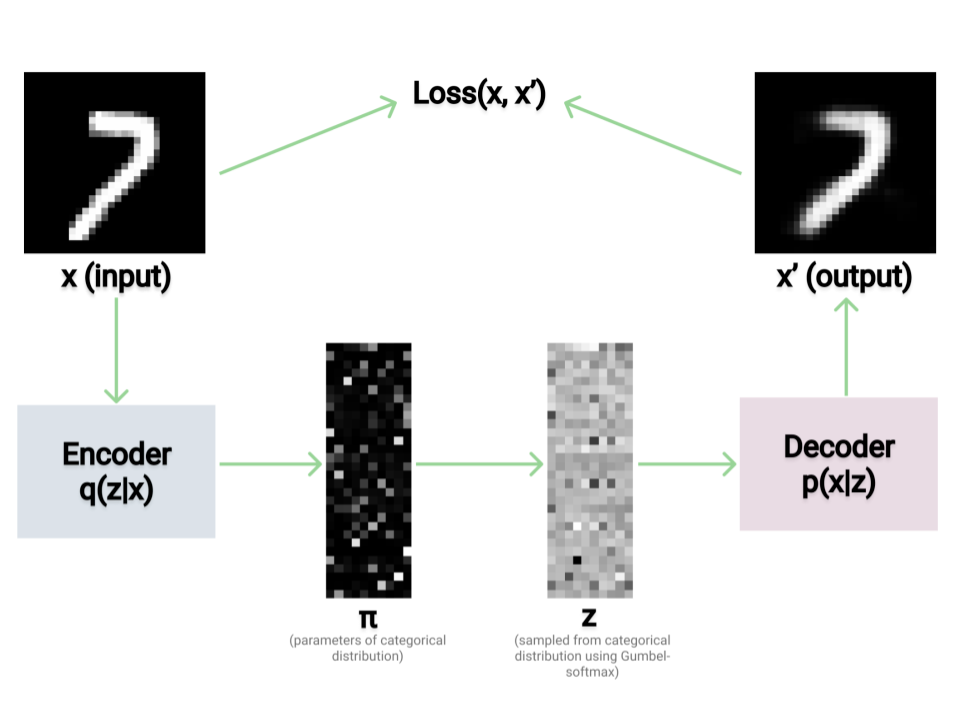 Loss(x, x’)
x (input)
x’ (output)
Encoder
q(z|x)
Decoder
p(x|z)
π
(parameters of categorical
distribution)
z
(sampled from categorical
distribution using Gumbel-
softmax)